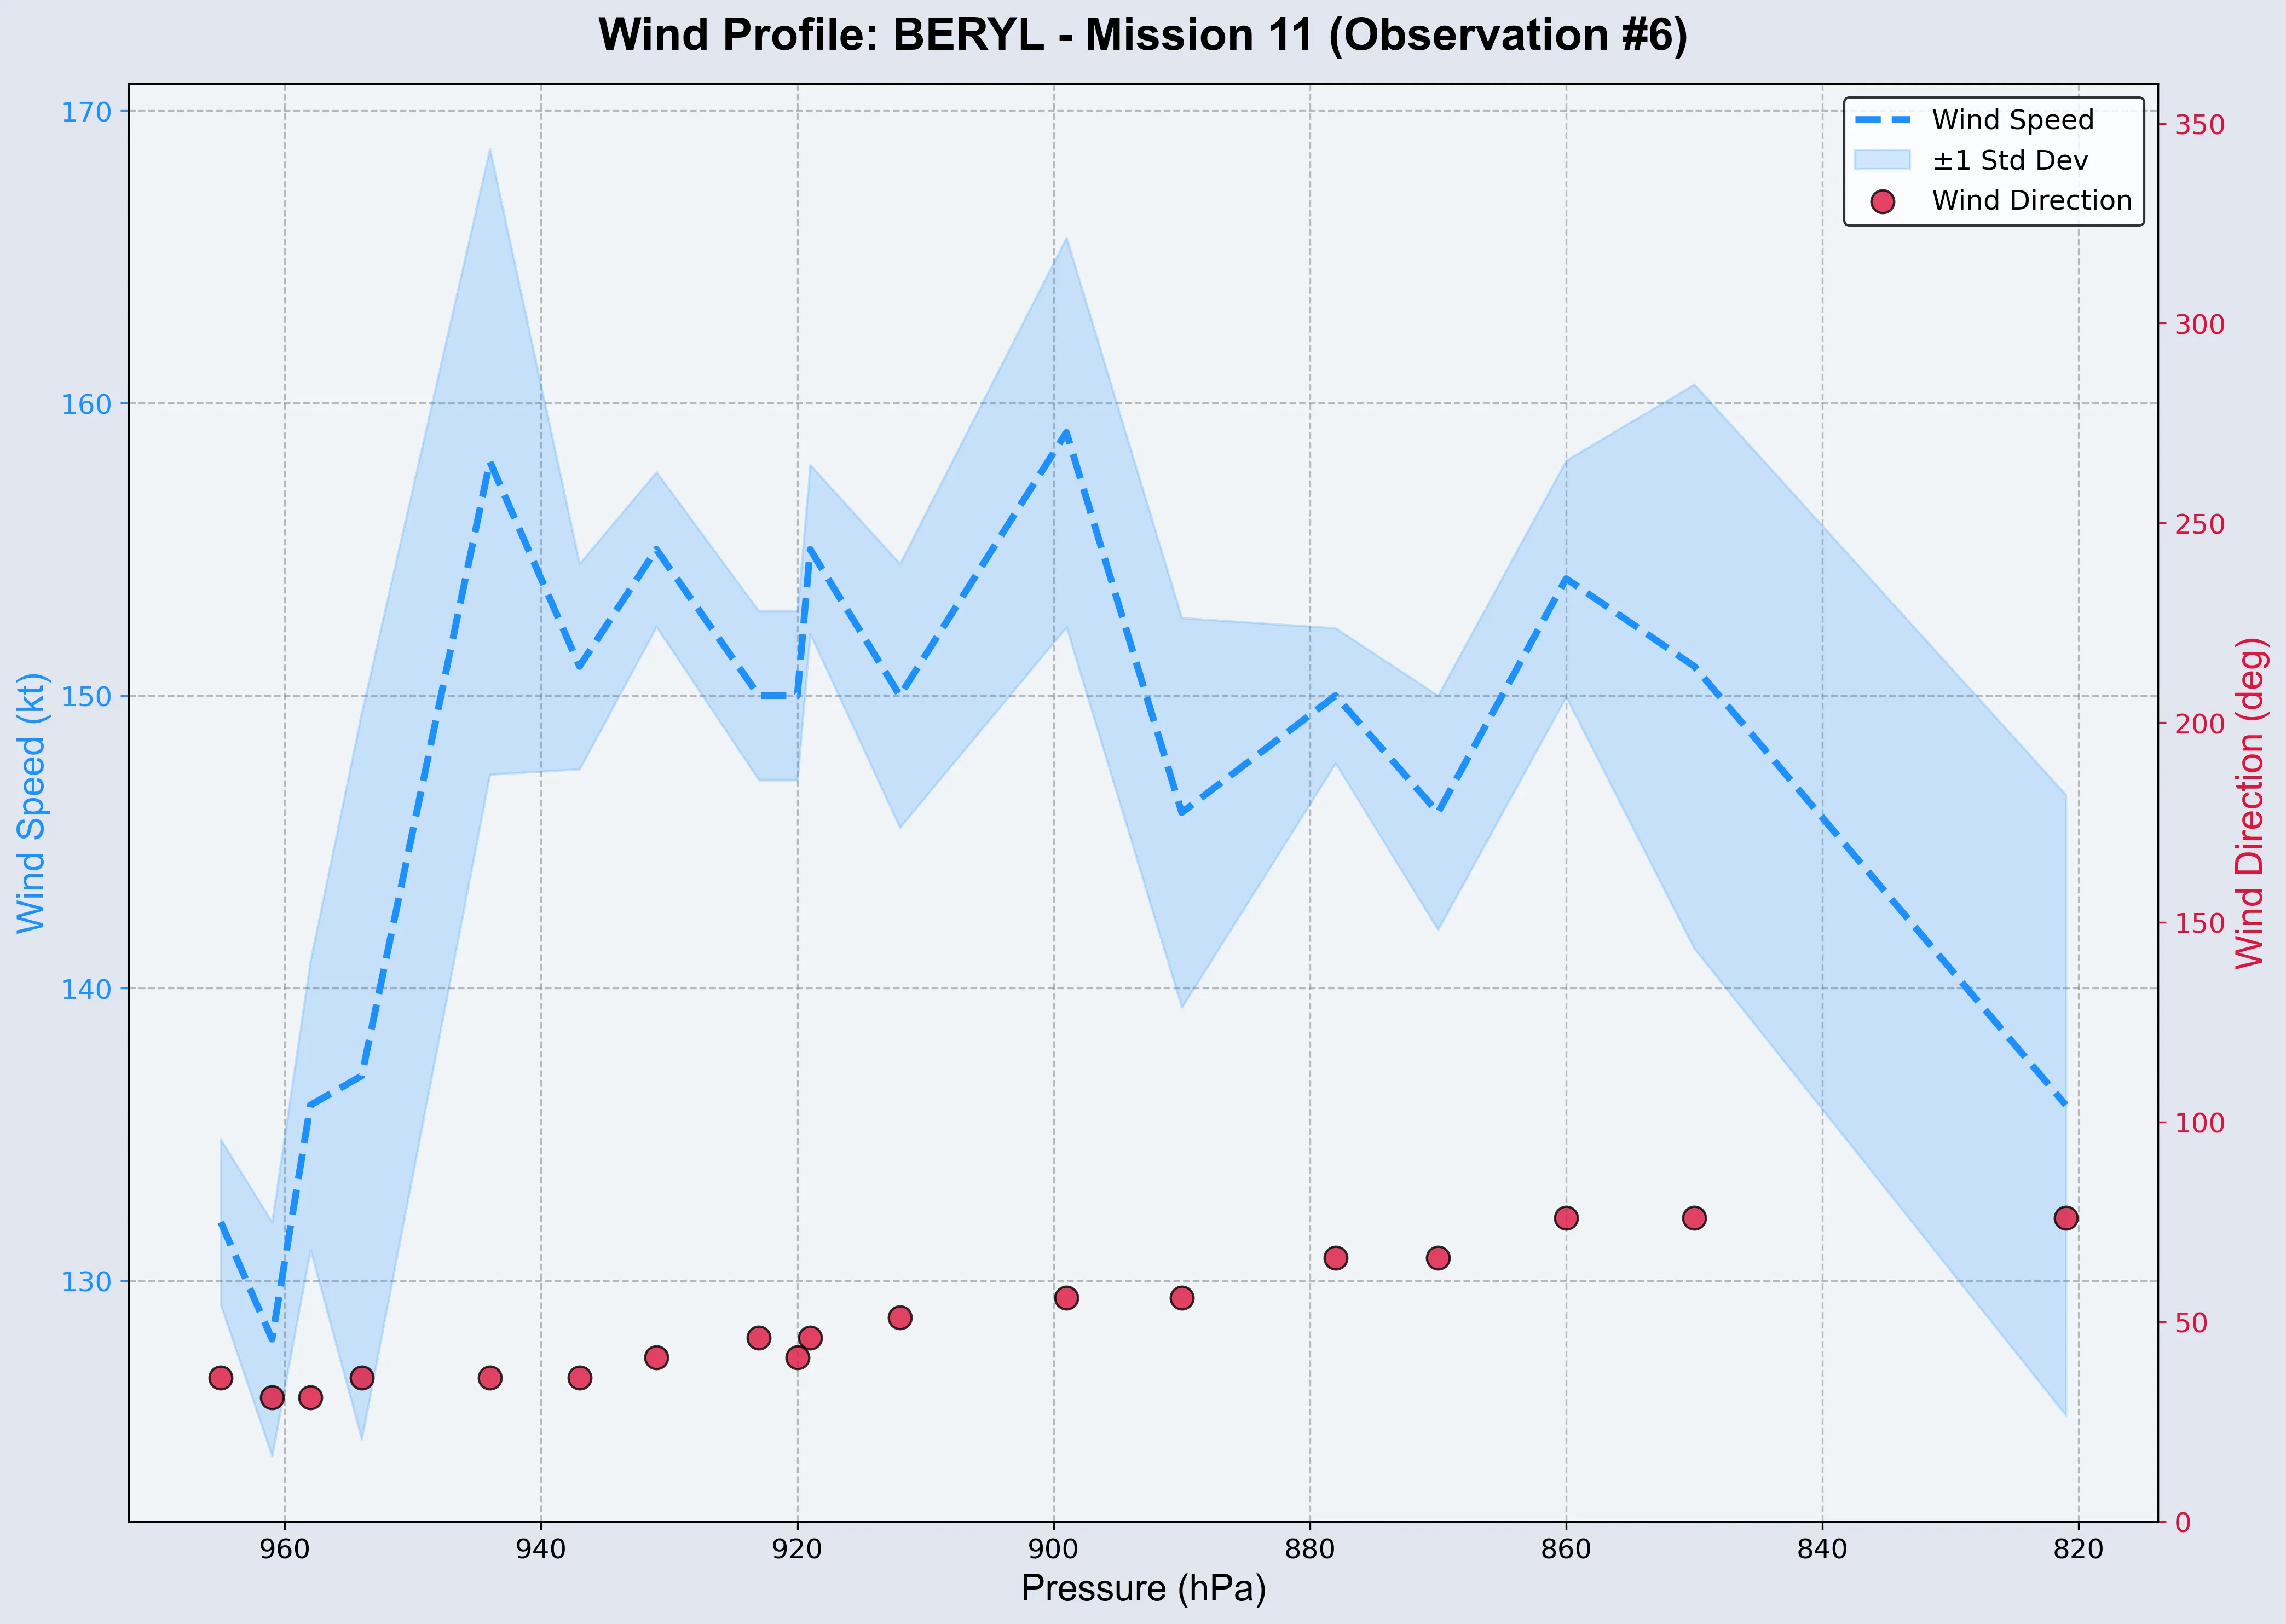 Wind Profile: BERYL - Mission 11 (Observation #6)
Wind Speed (kt)
170
160
150
140
130
Wind Speed
±1 Std Dev
Wind Direction
350
300
250
200
150
100
50
0
Wind Direction (deg)
960 940 920 900 880 860 840 820
Pressure (hPa)